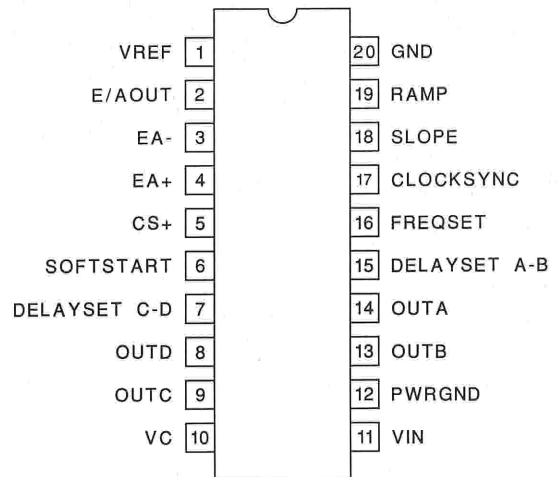 VREF 1 20 GND
E/AOUT 2 19 RAMP
EA- 3 18 SLOPE
EA+ 4 17 CLOCKSYNC
CS+ 5 16 FREQSET
SOFTSTART 6 15 DELAYSET A-B
DELAYSET C-D 7 14 OUTA
OUTD 8 13 OUTB
OUTC 9 12 PWRGND
VC 10 11 VIN